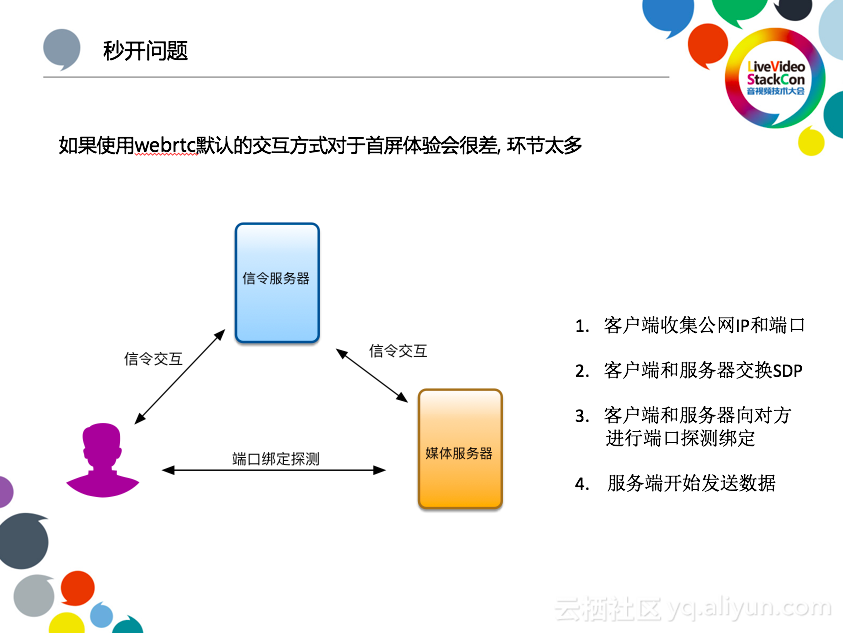 秒开问题
LiveVideo
StackCon
音视频技术大会
如果使用webrtc默认的交互方式对于首屏体验会很差, 环节太多
信令服务器
信令交互
信令交互
端口绑定探测
媒体服务器
1. 客户端收集公网IP和端口
2. 客户端和服务器交换SDP
3. 客户端和服务器向对方
进行端口探测绑定
4. 服务端开始发送数据
云栖社区 yq.aliyun.com